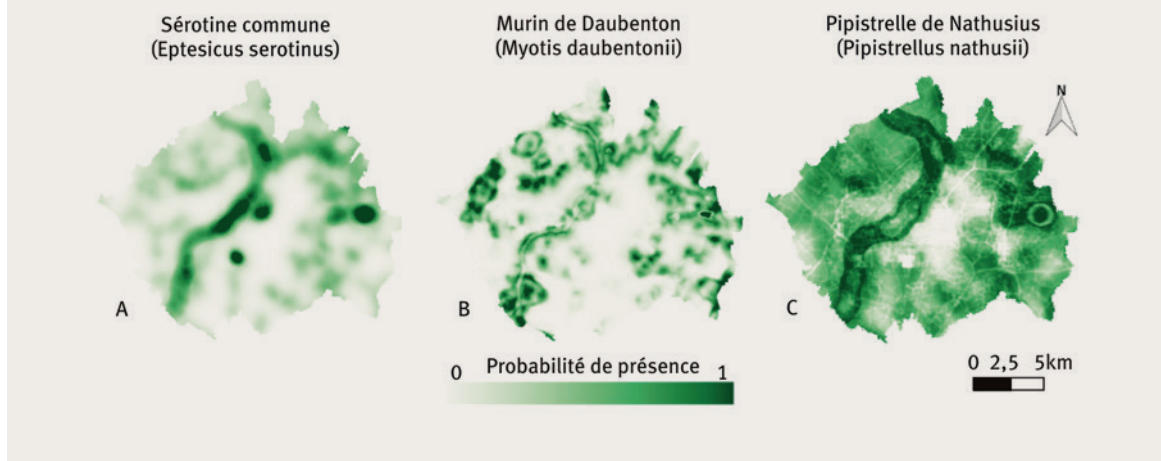 Sérotine commune
(Eptesicus serotinus)
Murin de Daubenton
(Myotis daubentonii)
Pipistrelle de Nathusius
(Pipistrellus nathusii)
N
A
B
C
0 Probabilité de présence 1
0 2,5 5km